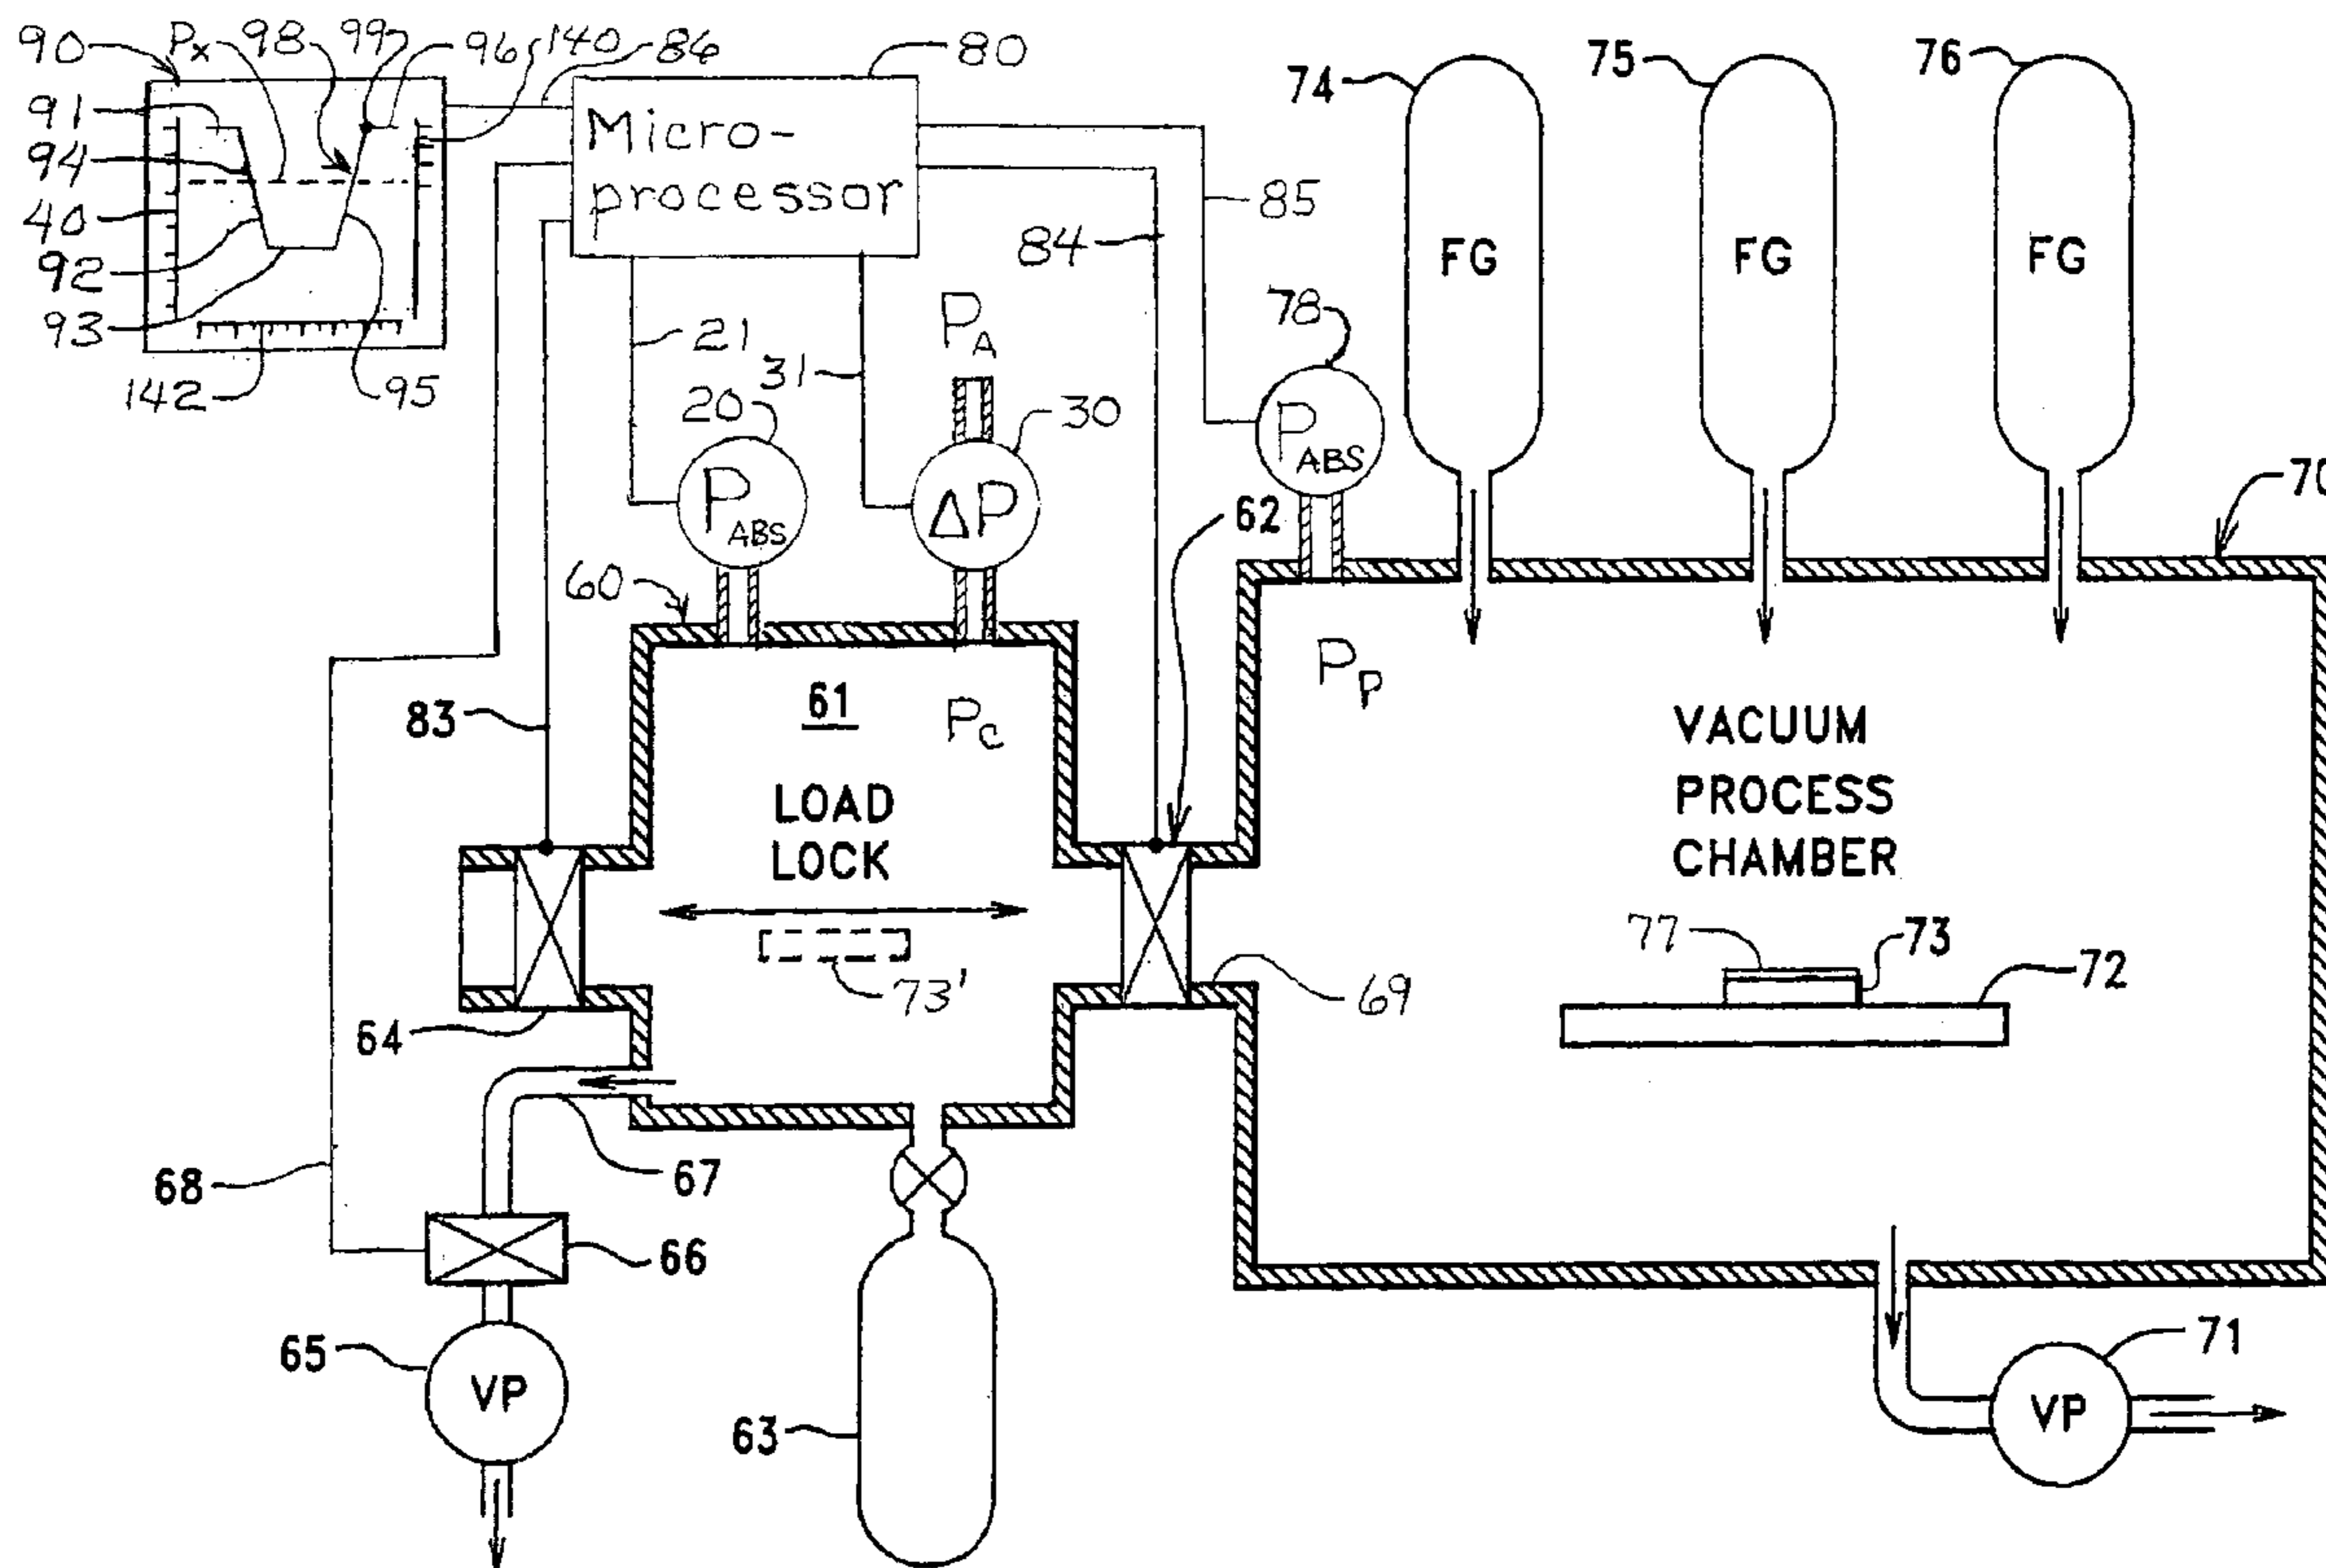 90 Px 98 99 96 140 86 80
91
94
40
92
93
142 95
Micro-
processor
74 75 76
FG FG FG
85
84
78
21
31
PA
20
30
PABS
ΔP
PABS
62
70
60
61
Pc
PP
83
LOAD
LOCK
VACUUM
PROCESS
CHAMBER
77 73
72
73'
69
64
68
67
66
65
VP
63
71
VP